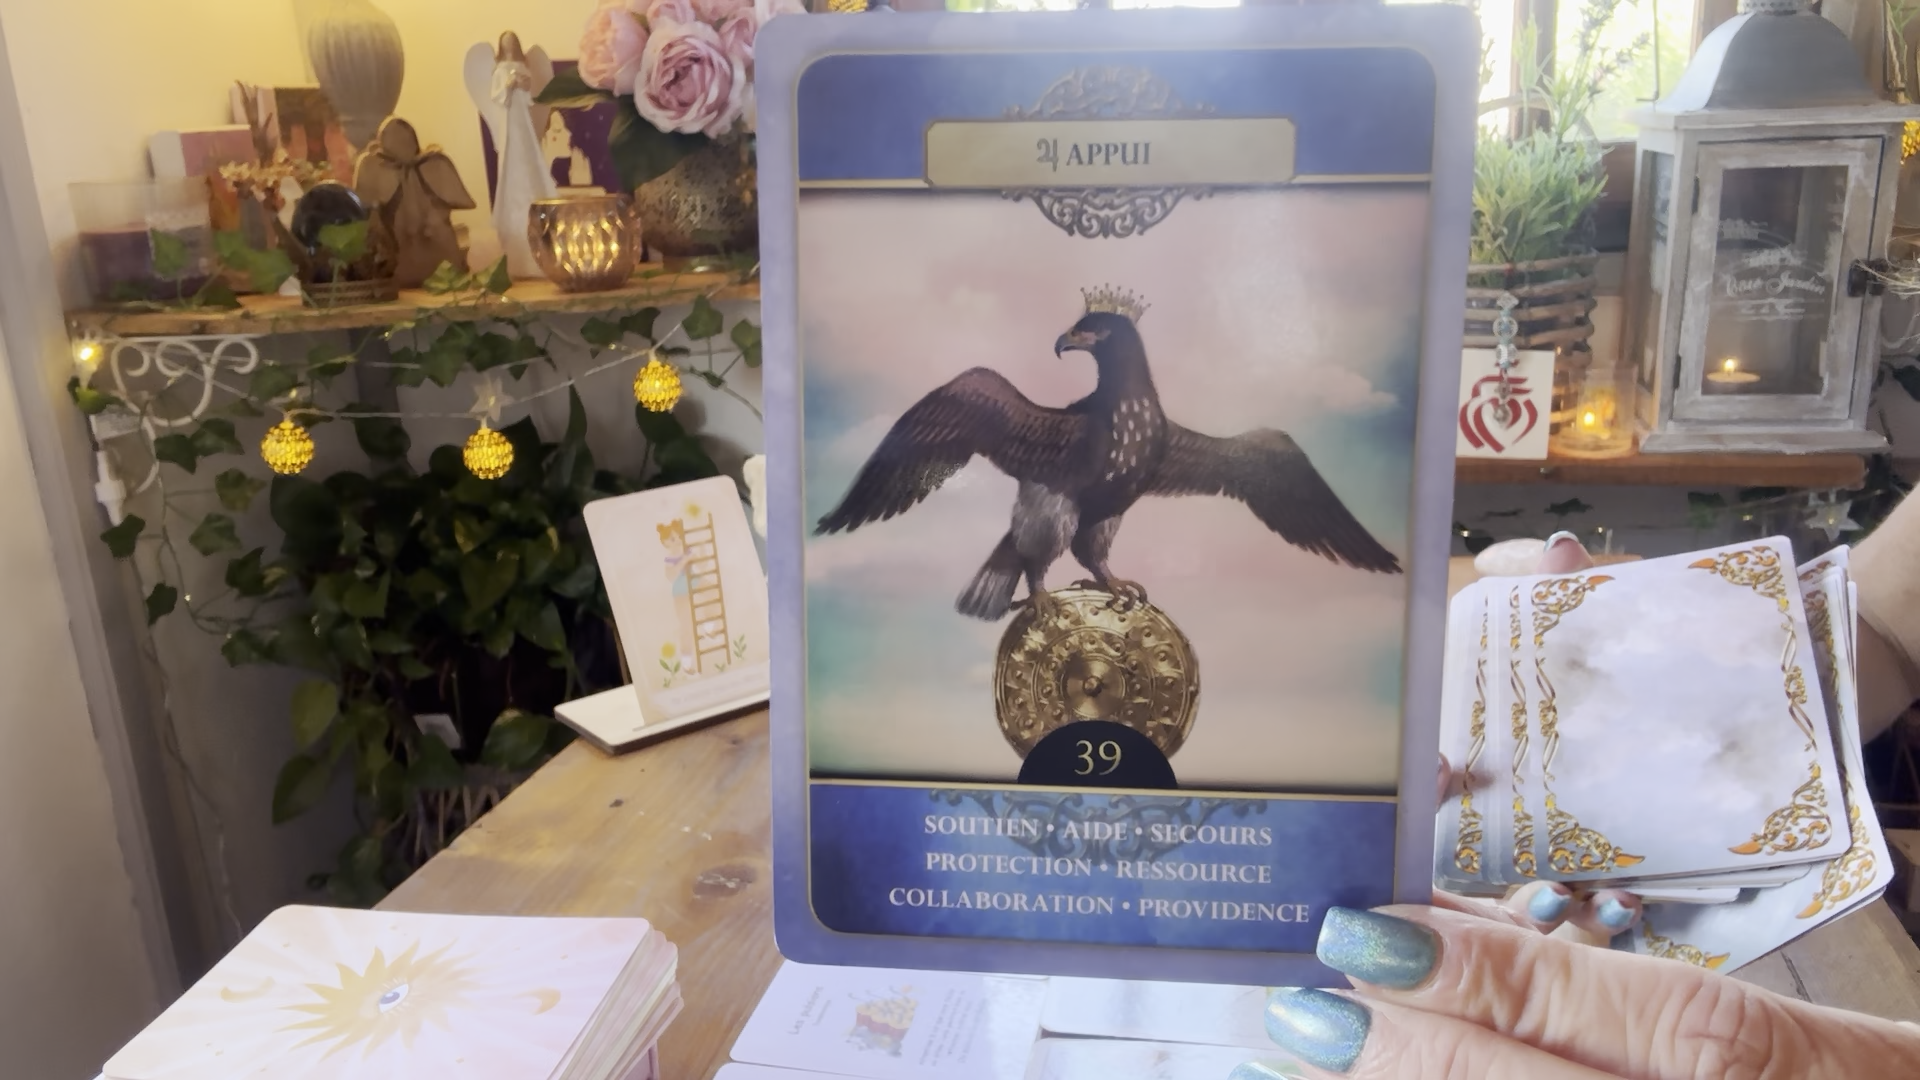 ♃ APPUI
39
SOUTIEN • AIDE • SECOURS
PROTECTION • RESSOURCE
COLLABORATION • PROVIDENCE